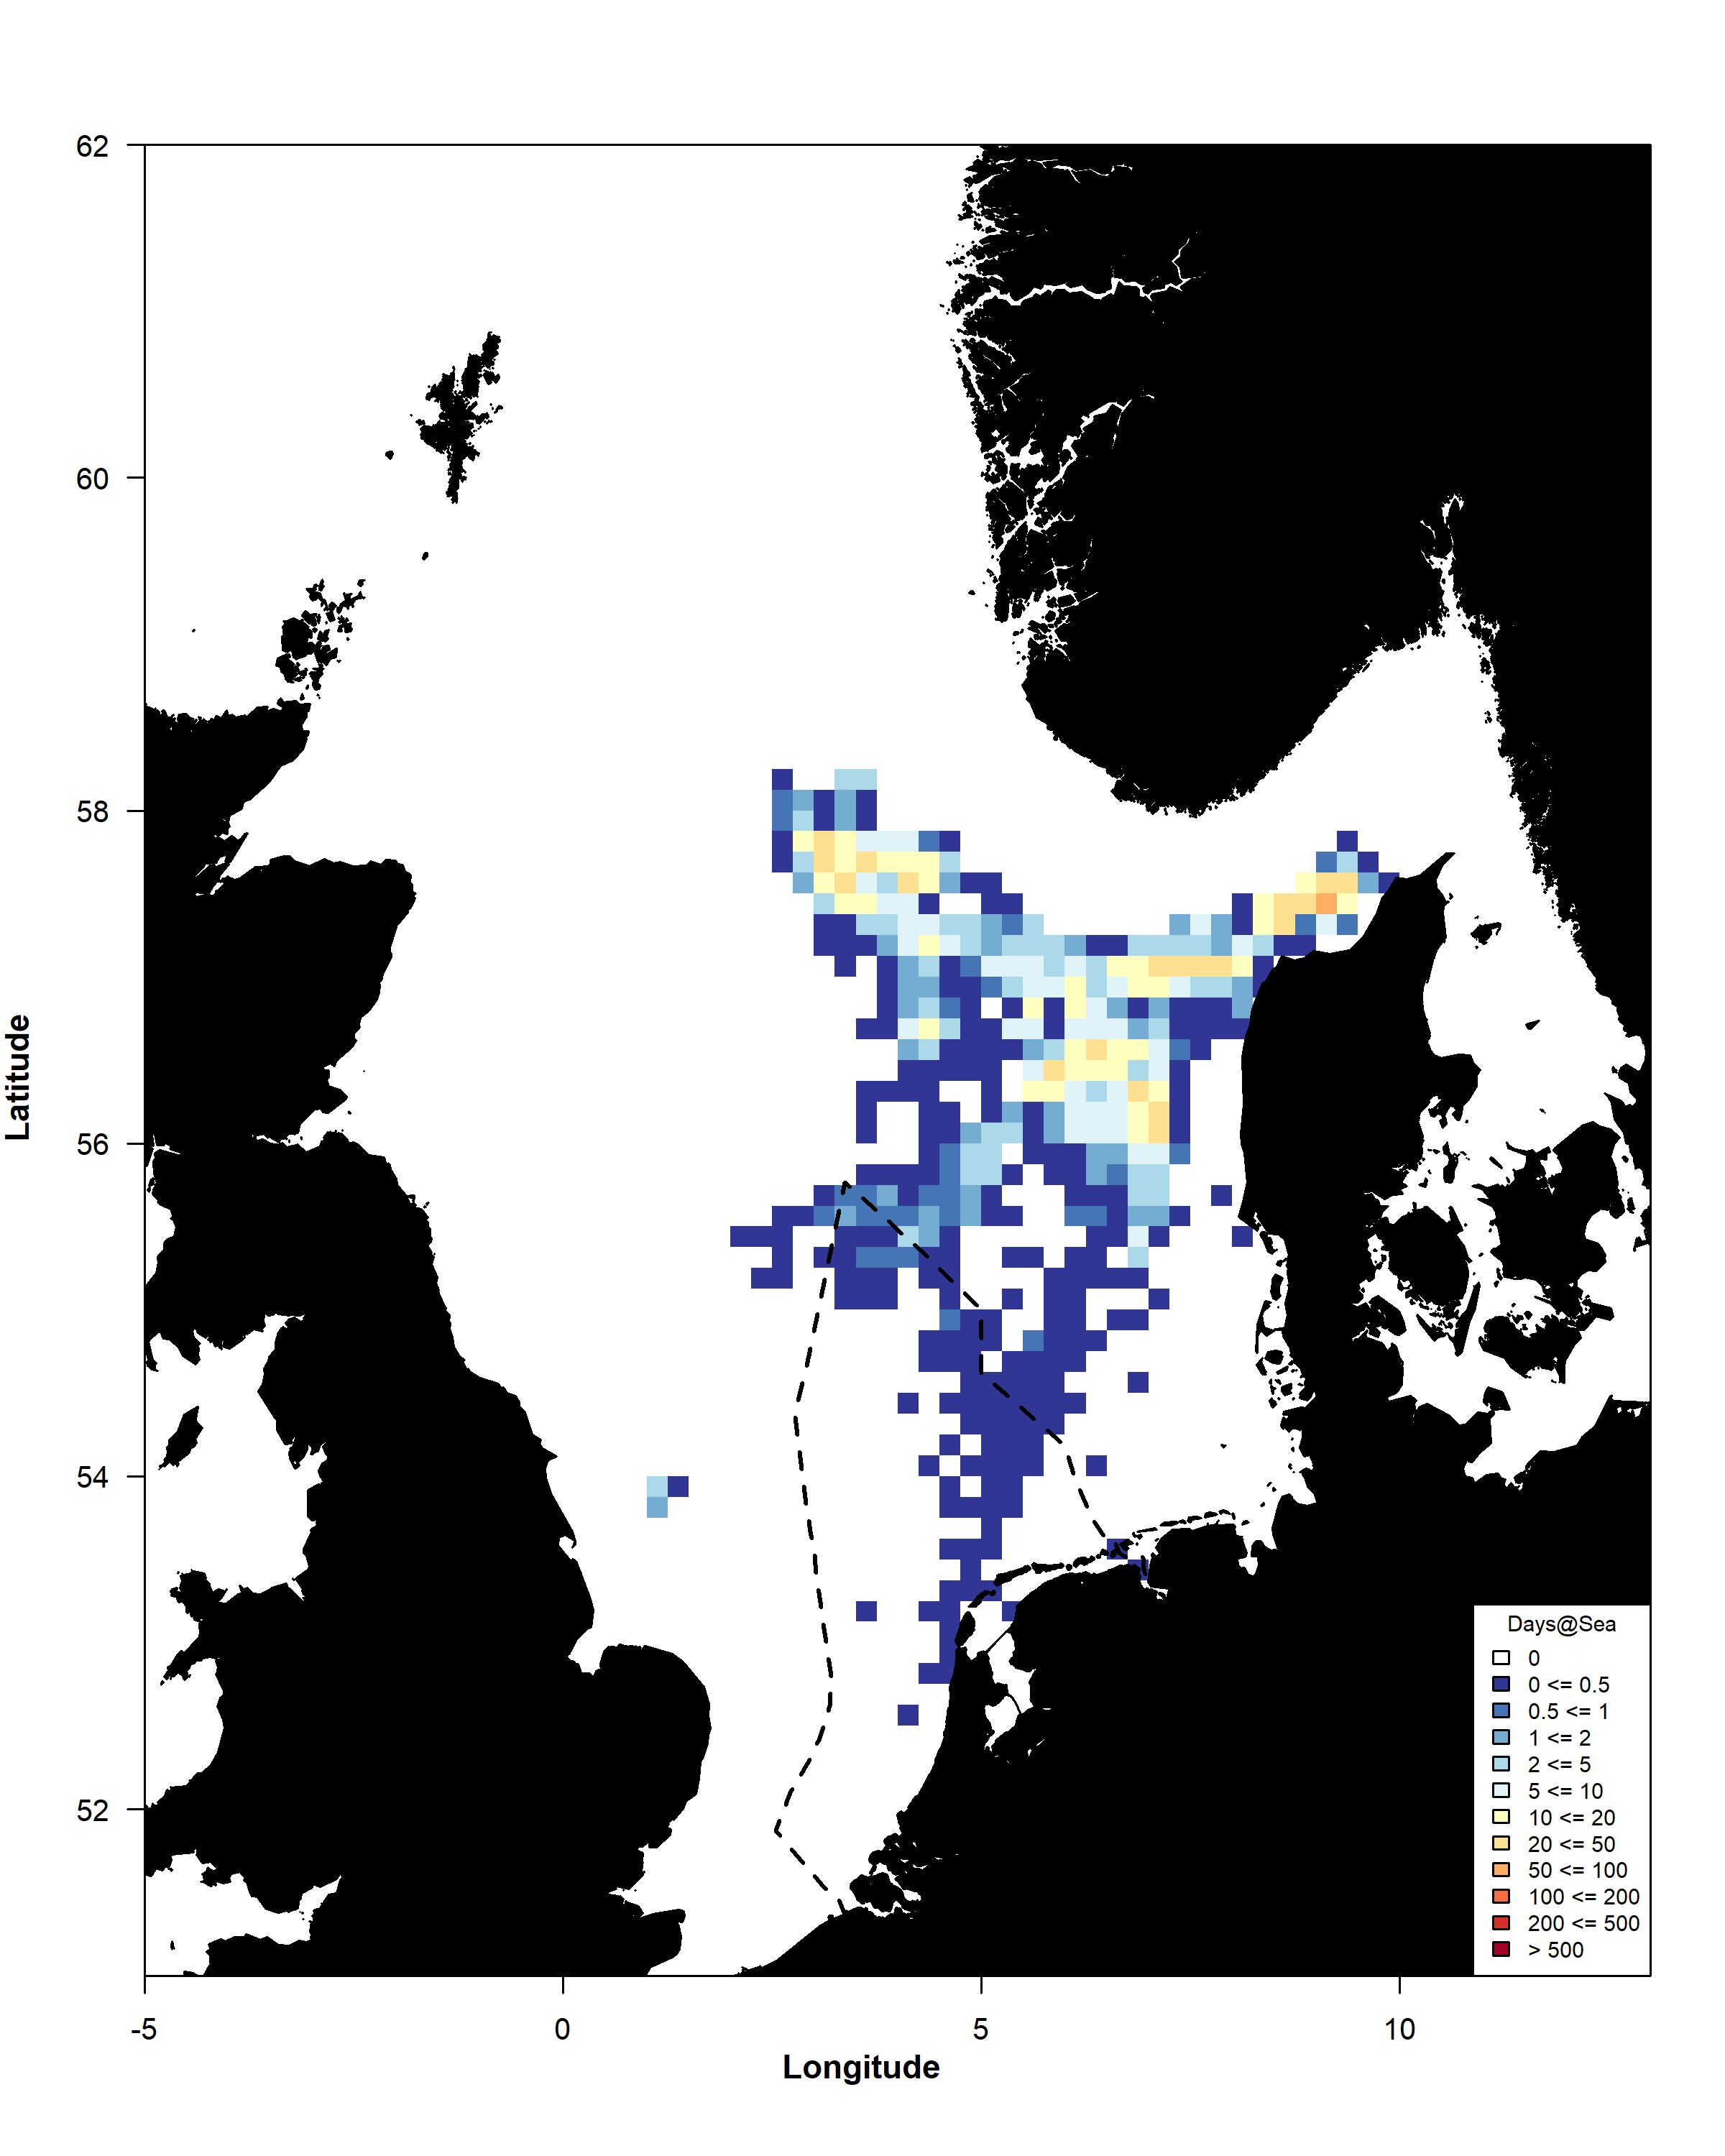 62
60
58
56
54
52
Latitude
-5
0
5
10
Longitude
Days@Sea
0
0 <= 0.5
0.5 <= 1
1 <= 2
2 <= 5
5 <= 10
10 <= 20
20 <= 50
50 <= 100
100 <= 200
200 <= 500
> 500